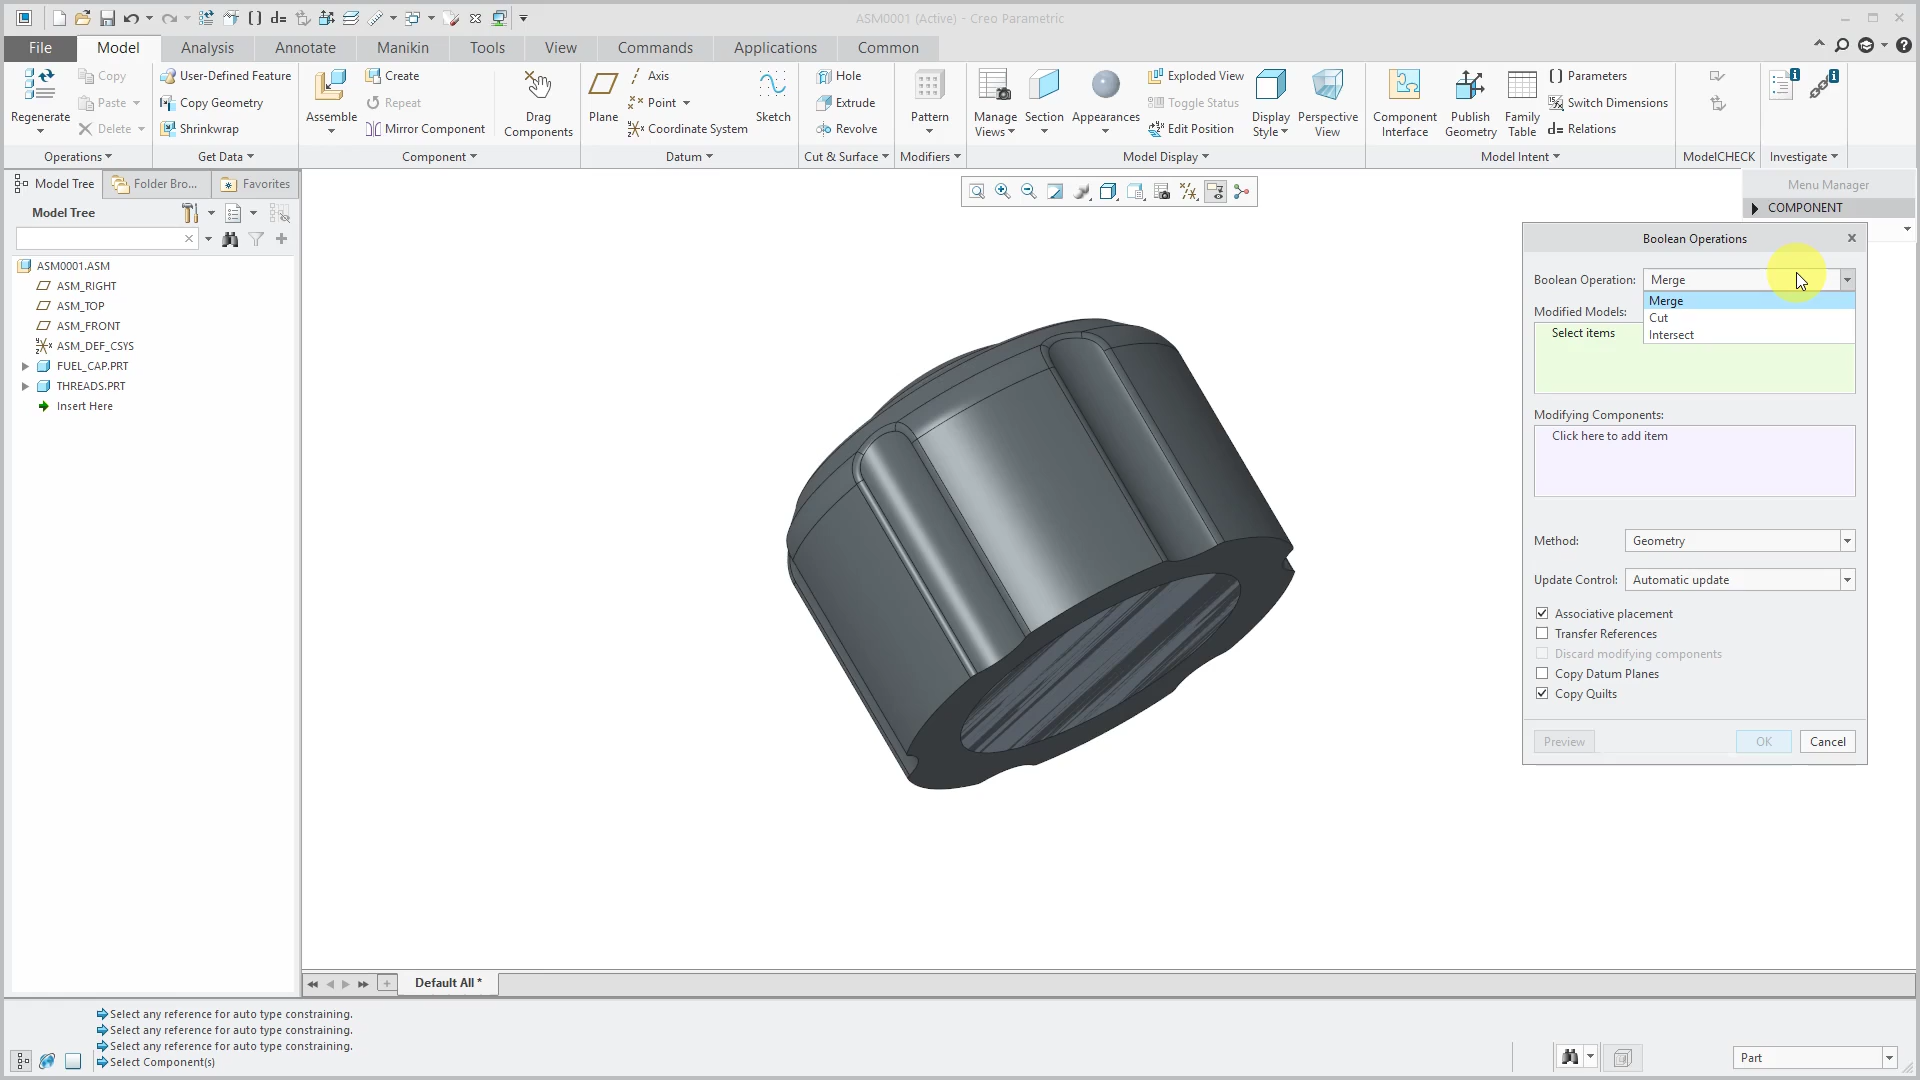 ASM0001 (Active) - Creo Parametric
File
Model
Analysis
Annotate
Manikin
Tools
View
Commands
Applications
Common
Regenerate
Copy
Paste
Delete
Operations
User-Defined Feature
Copy Geometry
Shrinkwrap
Get Data
Assemble
Create
Repeat
Mirror Component
Drag Components
Component
Plane
Axis
Point
Coordinate System
Sketch
Datum
Hole
Extrude
Revolve
Cut & Surface
Pattern
Modifiers
Manage Views
Section
Appearances
Exploded View
Toggle Status
Edit Position
Display Style
Perspective View
Model Display
Component Interface
Publish Geometry
Family Table
Parameters
Switch Dimensions
d= Relations
Model Intent
ModelCHECK
Investigate
Model Tree
Folder Bro...
Favorites
Model Tree
ASM0001.ASM
ASM_RIGHT
ASM_TOP
ASM_FRONT
ASM_DEF_CSYS
FUEL_CAP.PRT
THREADS.PRT
Insert Here
Menu Manager
COMPONENT
Boolean Operations
Boolean Operation: Merge
Merge
Cut
Intersect
Modified Models:
Select items
Modifying Components:
Click here to add item
Method: Geometry
Update Control: Automatic update
Associative placement
Transfer References
Discard modifying components
Copy Datum Planes
Copy Quilts
Preview
OK
Cancel
Default All *
Select any reference for auto type constraining.
Select any reference for auto type constraining.
Select any reference for auto type constraining.
Select Component(s)
Part